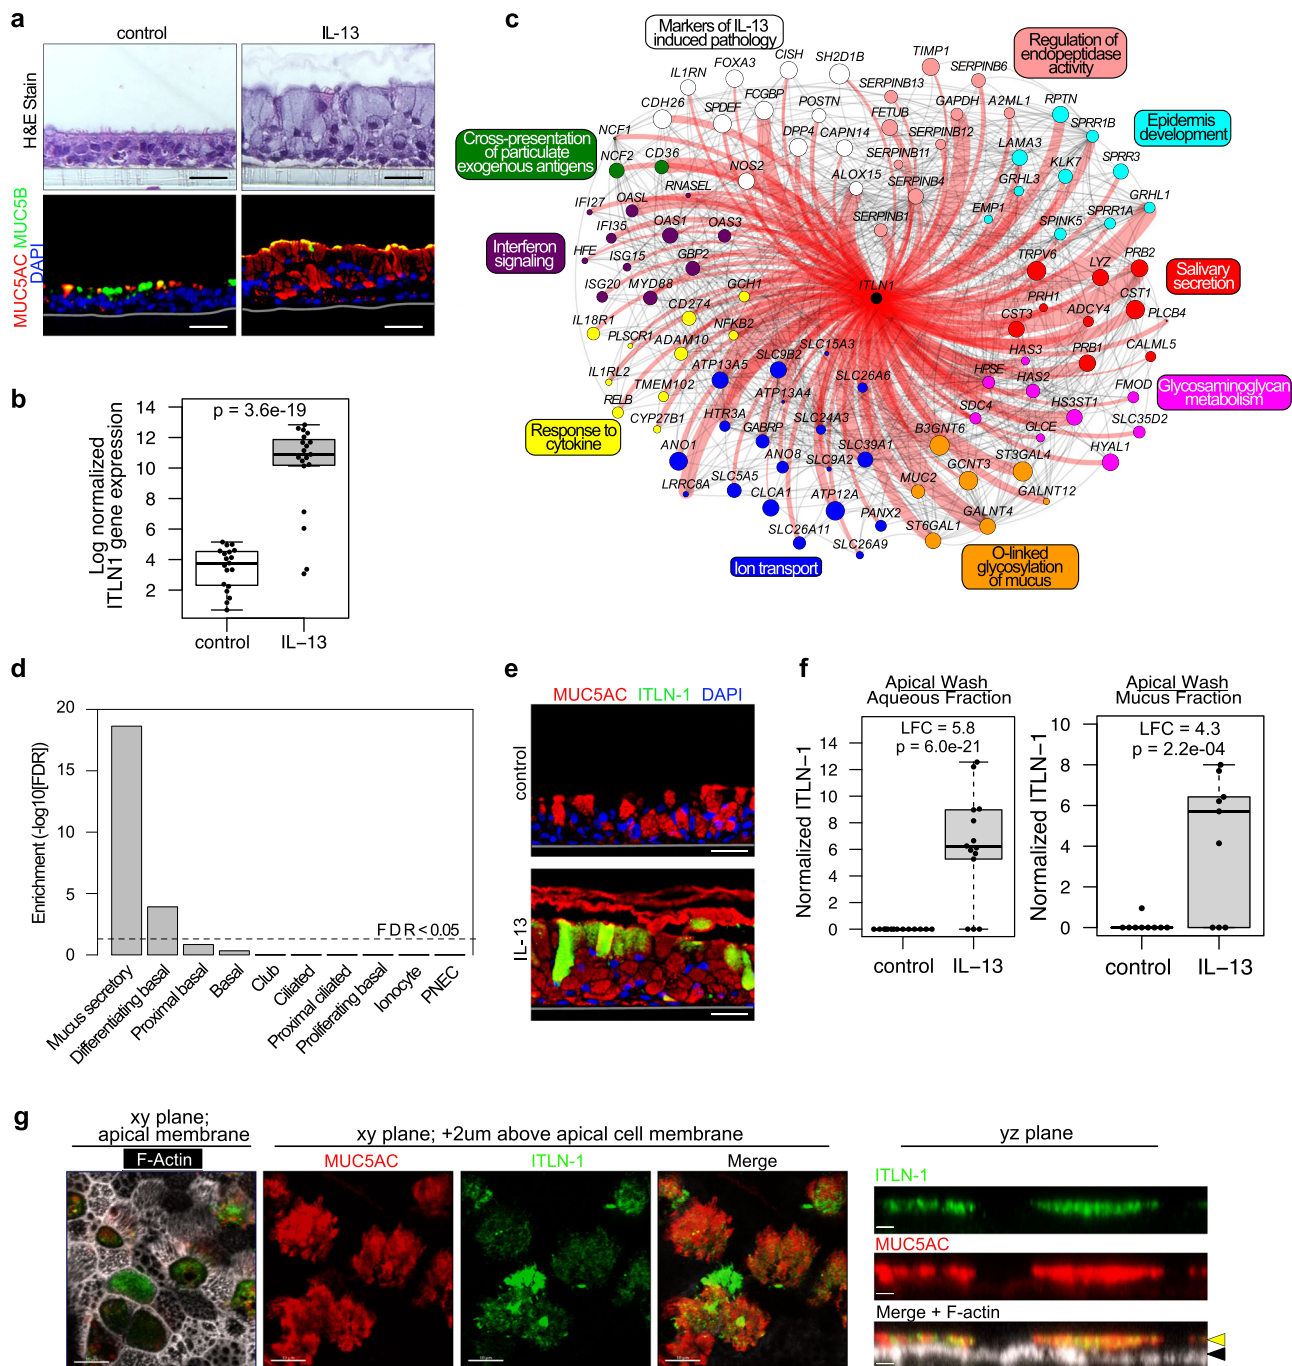 a
control
IL-13
H&E Stain
MUC5AC MUC5B
DAPI
b
p = 3.6e-19
Log normalized
ITLN1 gene expression
14
12
10
8
6
4
2
control
IL−13
c
Markers of IL-13
induced pathology
Regulation of
endopeptidase
activity
Epidermis
development
Cross-presentation
of particulate
exogenous antigens
Interferon
signaling
Salivary
secretion
Glycosaminoglycan
metabolism
Response to
cytokine
Ion transport
O-linked
glycosylation
of mucus
CISH
SH2D1B
TIMP1
FOXA3
IL1RN
SERPINB6
SERPINB13
FCGBP
CDH26
SPDEF
POSTN
FETUB
GAPDH
A2ML1
RPTN
SPRR1B
NCF1
DPP4
CAPN14
SERPINB12
LAMA3
NCF2
CD36
NOS2
SERPINB11
KLK7
SPRR3
RNASEL
ALOX15
SERPINB4
GRHL3
GRHL1
IFI27
OASL
EMP1
SPRR1A
IFI35
OAS1
OAS3
SERPINB1
SPINK5
HFE
ISG15
GBP2
TRPV6
LYZ
PRB2
ISG20
MYD88
GCH1
ITLN1
PRH1
CST1
IL18R1
CD274
CST3
ADCY4
PLCB4
PLSCR1
NFKB2
ADAM10
SLC15A3
HAS3
PRB1
CALML5
ATP13A5
SLC9B2
HPSE
IL1RL2
ATP13A4
SLC26A6
HAS2
FMOD
TMEM102
RELB
SDC4
HS3ST1
CYP27B1
HTR3A
SLC24A3
GLCE
SLC35D2
GABRP
B3GNT6
ANO1
ANO8
SLC39A1
ST3GAL4
HYAL1
SLC9A2
GCNT3
LRRC8A
SLC5A5
MUC2
GALNT12
CLCA1
ATP12A
PANX2
GALNT4
SLC26A11
ST6GAL1
SLC26A9
d
Enrichment (-log10[FDR])
20
15
10
5
0
FDR<0.05
Mucus secretory
Differentiating basal
Proximal basal
Basal
Club
Ciliated
Proximal ciliated
Proliferating basal
Ionocyte
PNEC
e
MUC5AC ITLN-1 DAPI
control
IL-13
f
Apical Wash
Aqueous Fraction
LFC = 5.8
p = 6.0e-21
Normalized ITLN−1
14
12
10
8
6
4
2
0
control
IL−13
Apical Wash
Mucus Fraction
LFC = 4.3
p = 2.2e-04
Normalized ITLN−1
10
8
6
4
2
0
control
IL−13
g
xy plane;
apical membrane
F-Actin
xy plane; +2um above apical cell membrane
MUC5AC
ITLN-1
Merge
yz plane
ITLN-1
MUC5AC
Merge + F-actin